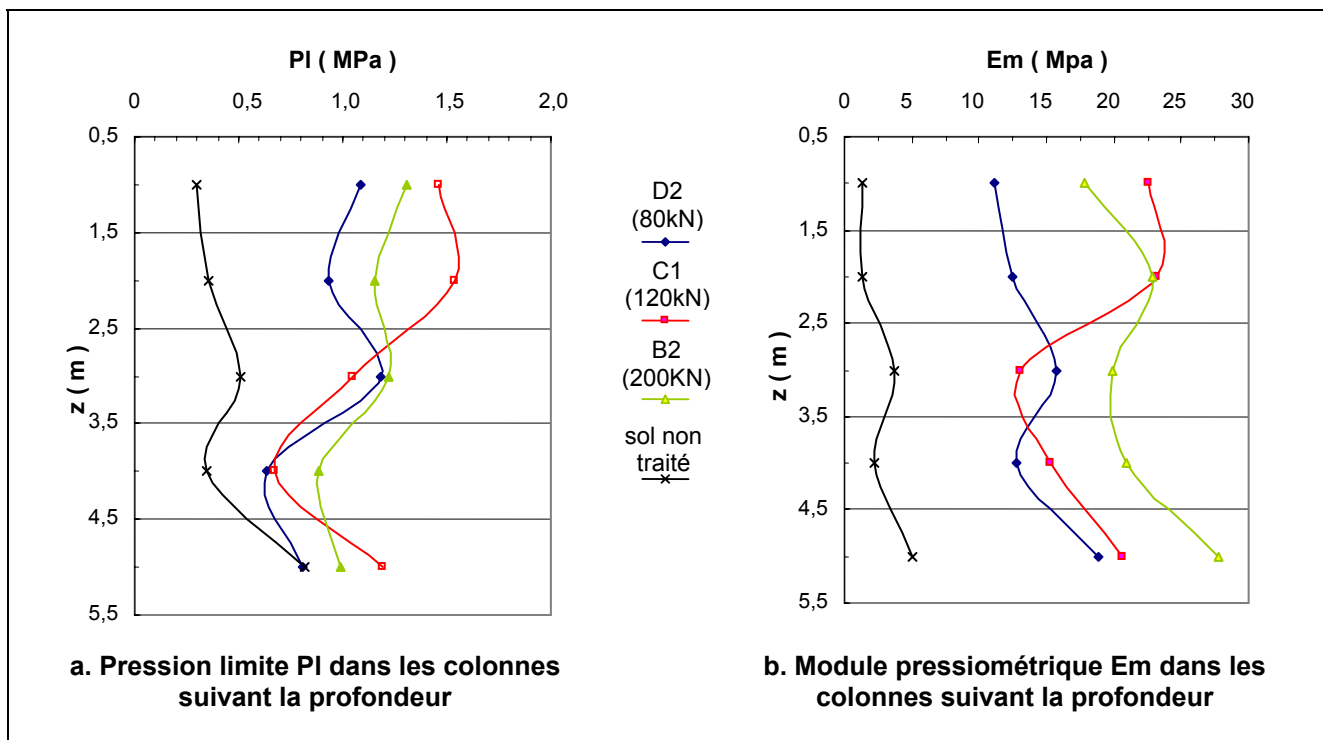 Pl ( MPa )
0 0,5 1,0 1,5 2,0
0,5
1,5
2,5
3,5
4,5
5,5
z ( m )
D2
(80kN)
C1
(120kN)
B2
(200KN)
sol non
traité
Em ( Mpa )
0 5 10 15 20 25 30
0,5
1,5
2,5
3,5
4,5
5,5
z ( m )
a. Pression limite Pl dans les colonnes
suivant la profondeur
b. Module pressiométrique Em dans les
colonnes suivant la profondeur